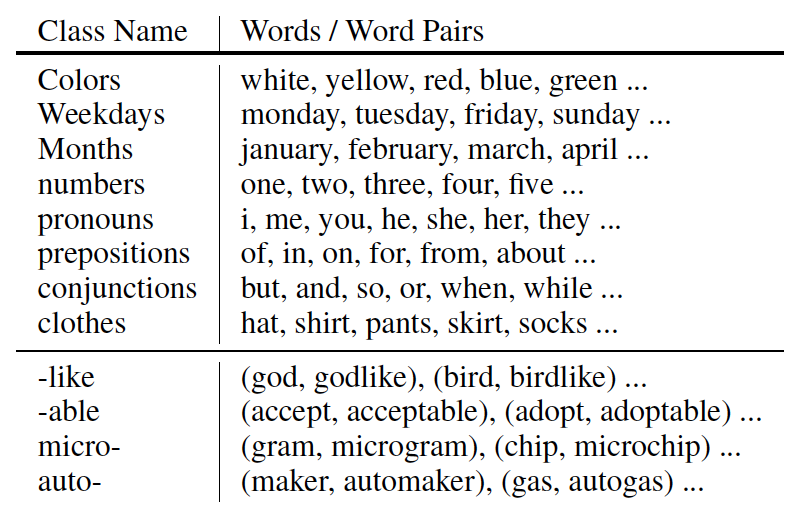 Class Name Words / Word Pairs
Colors white, yellow, red, blue, green ...
Weekdays monday, tuesday, friday, sunday ...
Months january, february, march, april ...
numbers one, two, three, four, five ...
pronouns i, me, you, he, she, her, they ...
prepositions of, in, on, for, from, about ...
conjunctions but, and, so, or, when, while ...
clothes hat, shirt, pants, skirt, socks ...
-like (god, godlike), (bird, birdlike) ...
-able (accept, acceptable), (adopt, adoptable) ...
micro- (gram, microgram), (chip, microchip) ...
auto- (maker, automaker), (gas, autogas) ...